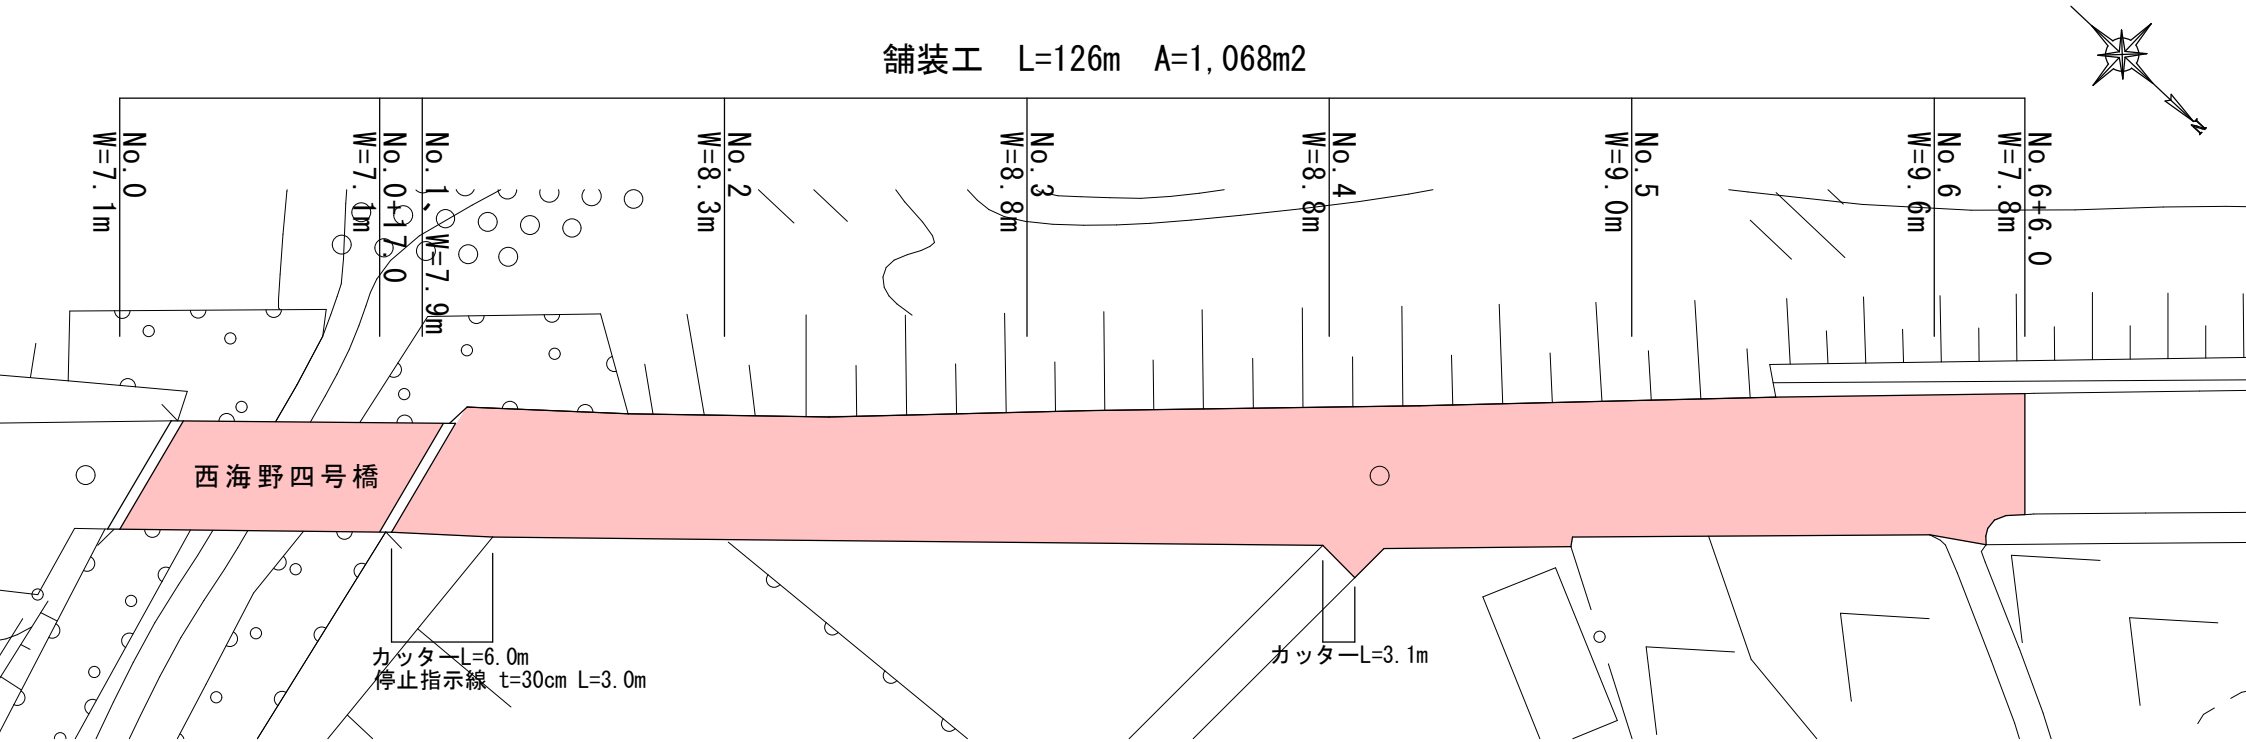 舗装工　L=126m　A=1,068m2
No.0
W=7.1m
No.0+17.0
W=7.1m
No.1、W=7.9m
No.2
W=8.3m
No.3
W=8.8m
No.4
W=8.8m
No.5
W=9.0m
No.6
W=9.6m
No.6+6.0
W=7.8m
N
西海野四号橋
カッターL=6.0m
停止指示線 t=30cm L=3.0m
カッターL=3.1m